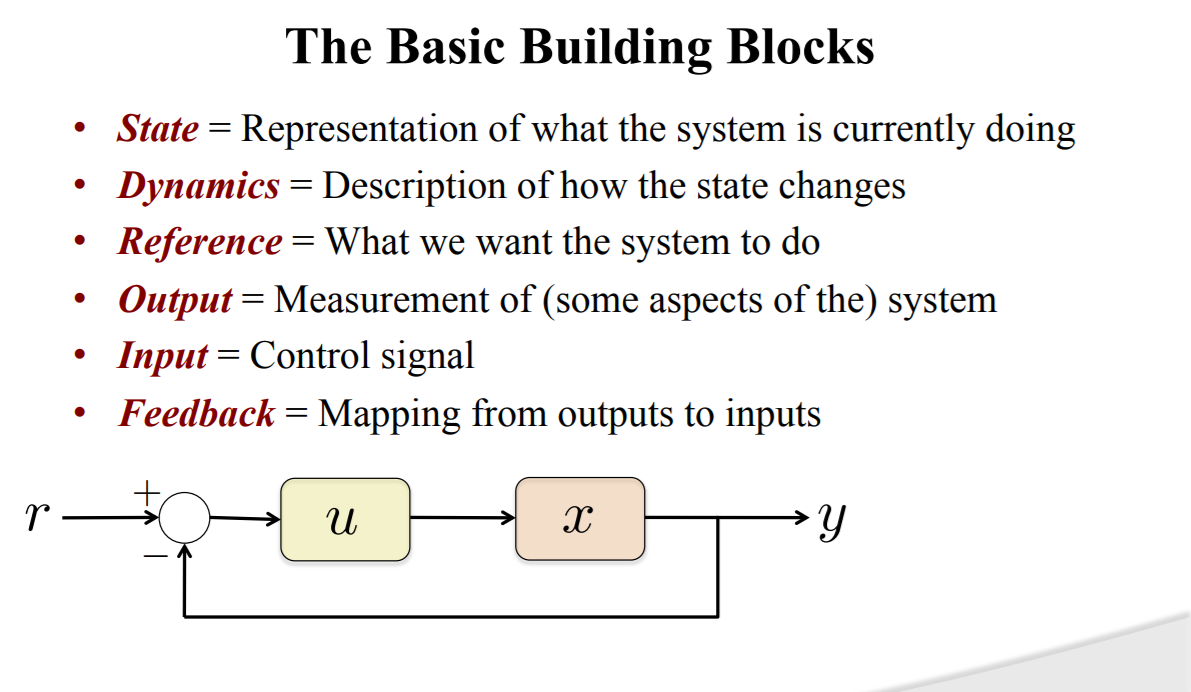 The Basic Building Blocks
• State = Representation of what the system is currently doing
• Dynamics = Description of how the state changes
• Reference = What we want the system to do
• Output = Measurement of (some aspects of the) system
• Input = Control signal
• Feedback = Mapping from outputs to inputs
+
r u x y
−